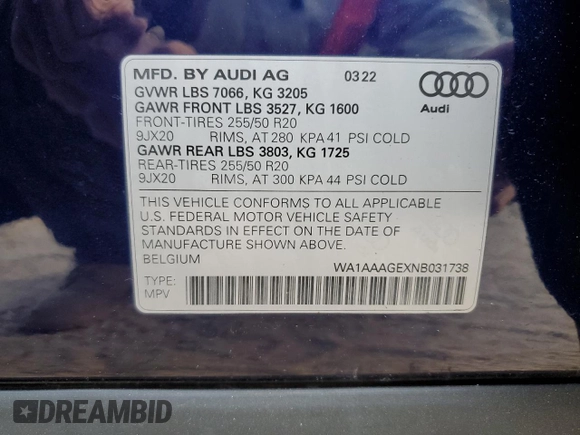 MFD. BY AUDI AG 03 22
GVWR LBS 7066, KG 3205
GAWR FRONT LBS 3527, KG 1600
FRONT-TIRES 255/50 R20
9JX20 RIMS, AT 280 KPA 41 PSI COLD
GAWR REAR LBS 3803, KG 1725
REAR-TIRES 255/50 R20
9JX20 RIMS, AT 300 KPA 44 PSI COLD
Audi
THIS VEHICLE CONFORMS TO ALL APPLICABLE
U.S. FEDERAL MOTOR VEHICLE SAFETY
STANDARDS IN EFFECT ON THE DATE OF
MANUFACTURE SHOWN ABOVE.
BELGIUM WA1AAAGEXNB031738
TYPE:
MPV
DREAMBID